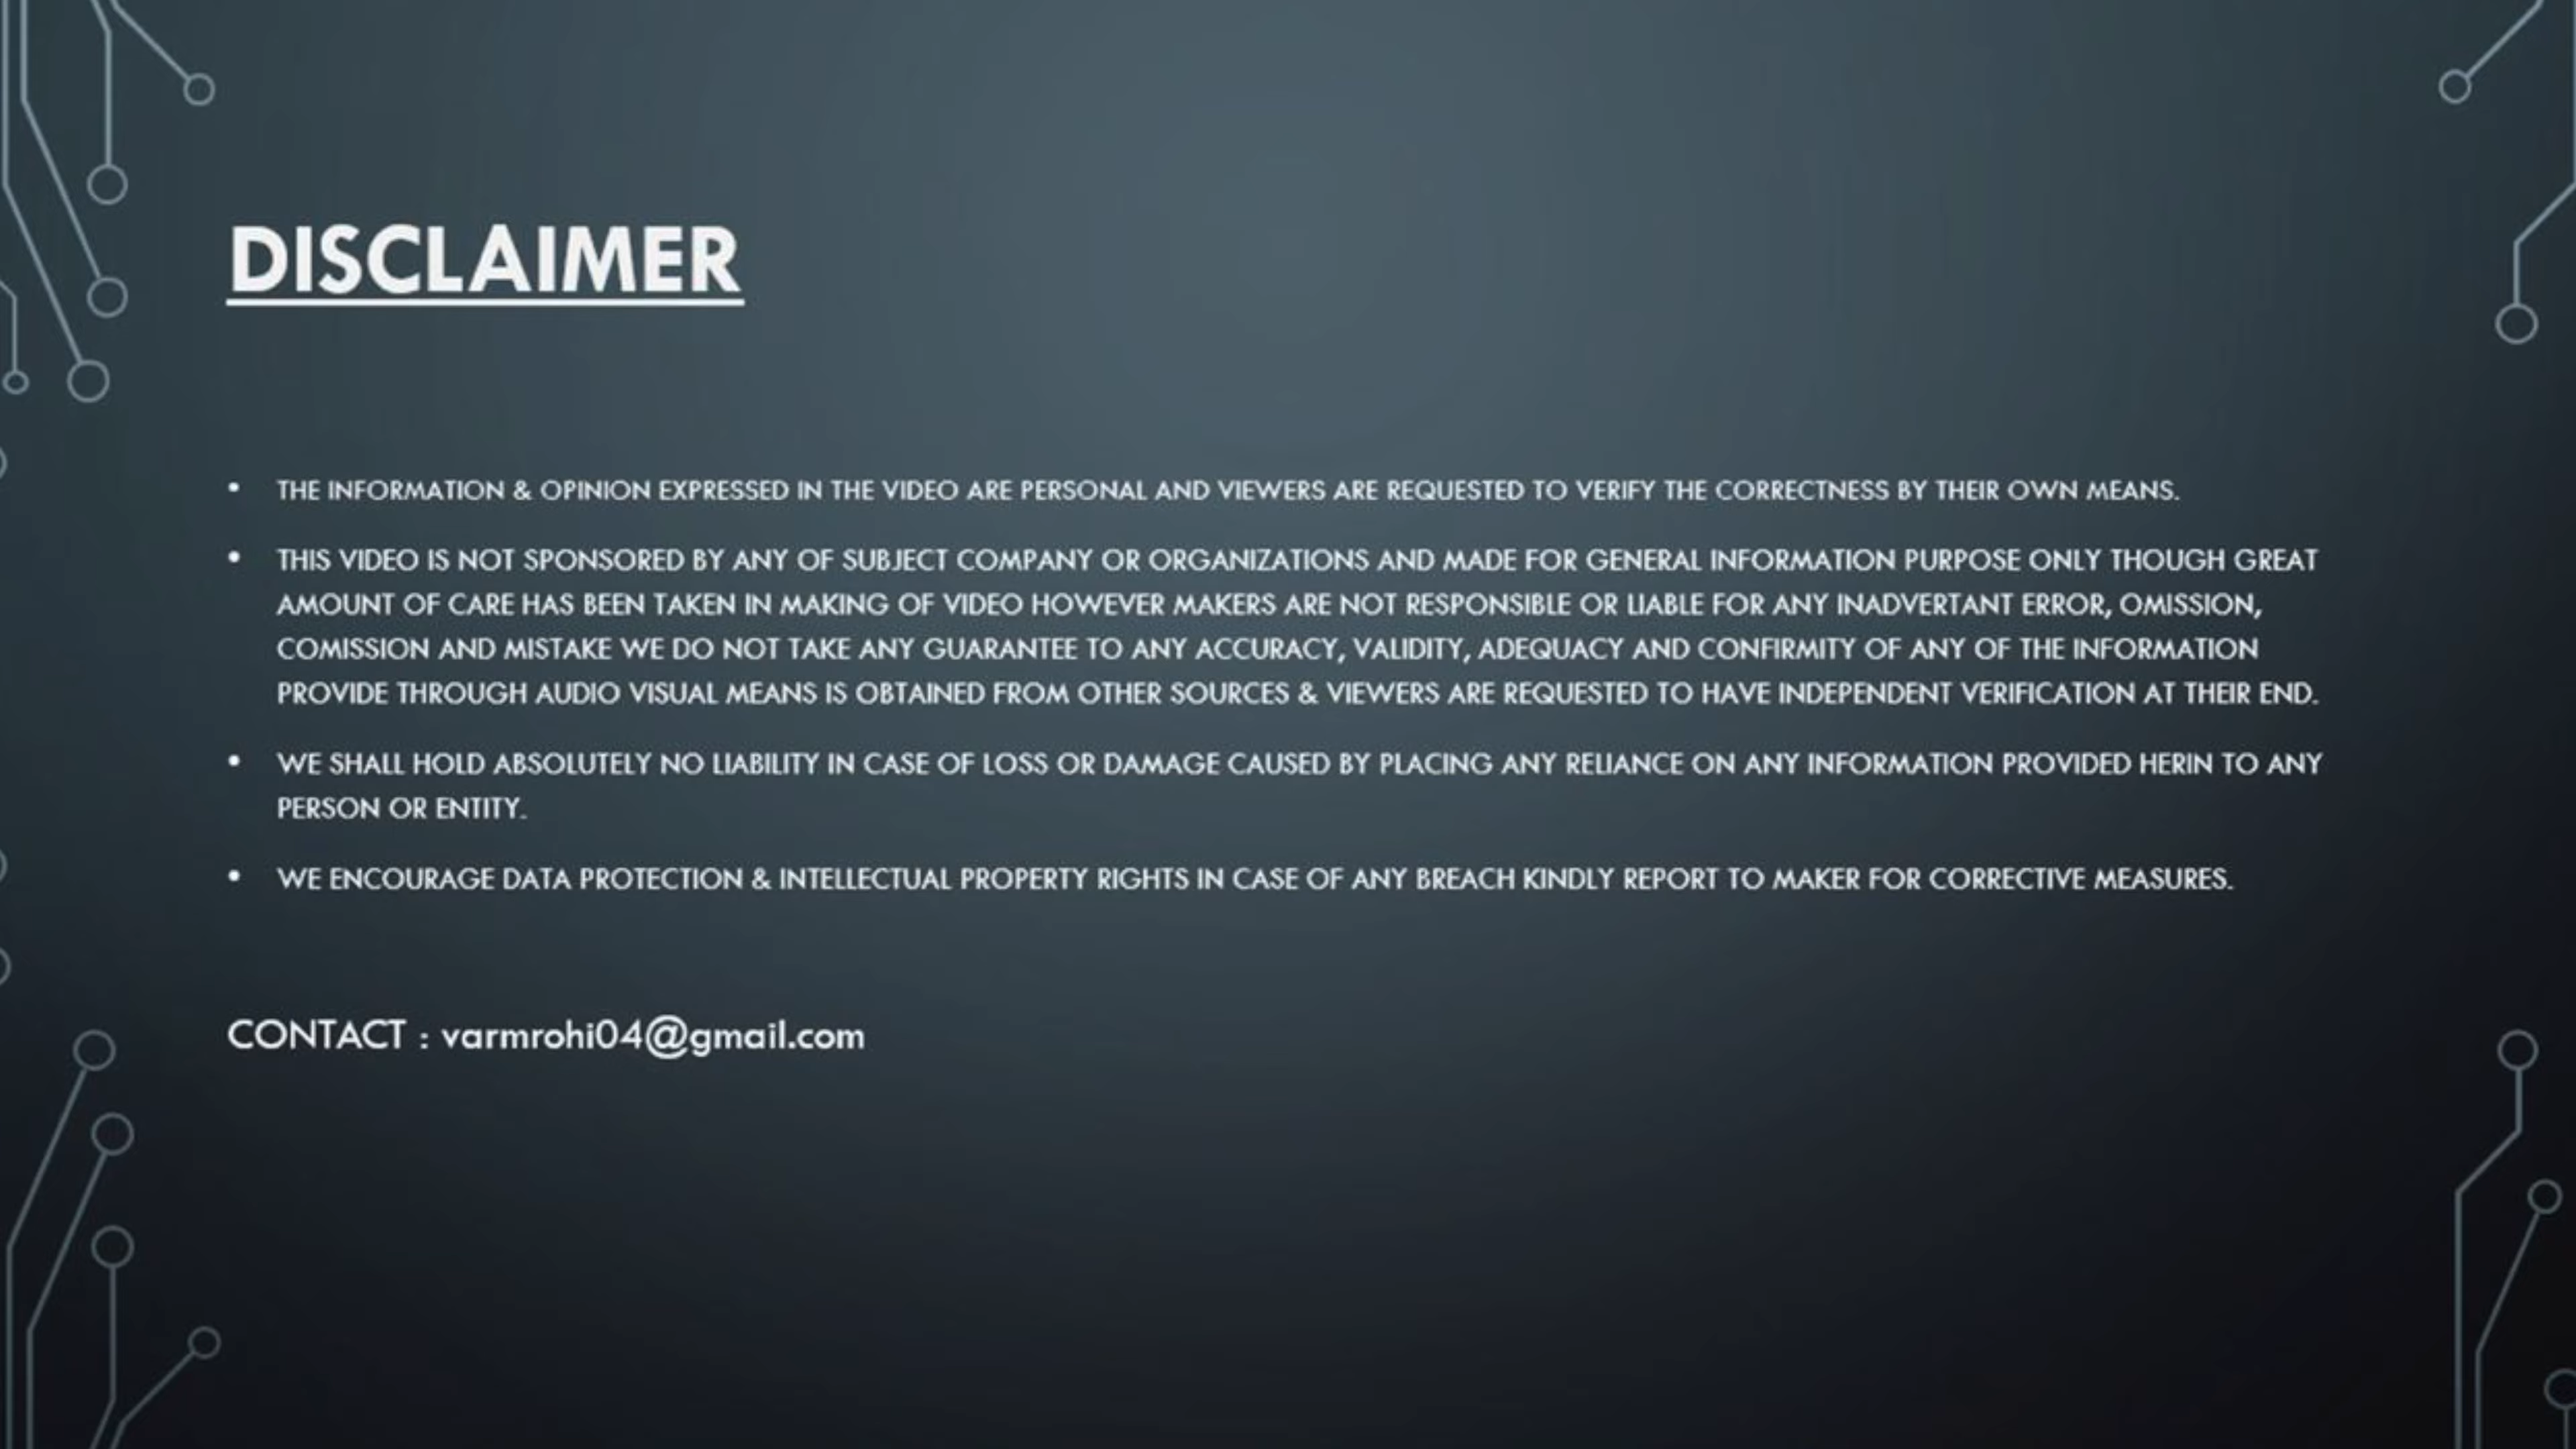 DISCLAIMER
• THE INFORMATION & OPINION EXPRESSED IN THE VIDEO ARE PERSONAL AND VIEWERS ARE REQUESTED TO VERIFY THE CORRECTNESS BY THEIR OWN MEANS.
• THIS VIDEO IS NOT SPONSORED BY ANY OF SUBJECT COMPANY OR ORGANIZATIONS AND MADE FOR GENERAL INFORMATION PURPOSE ONLY THOUGH GREAT
AMOUNT OF CARE HAS BEEN TAKEN IN MAKING OF VIDEO HOWEVER MAKERS ARE NOT RESPONSIBLE OR LIABLE FOR ANY INADVERTANT ERROR, OMISSION,
COMISSION AND MISTAKE WE DO NOT TAKE ANY GUARANTEE TO ANY ACCURACY, VALIDITY, ADEQUACY AND CONFIRMITY OF ANY OF THE INFORMATION
PROVIDE THROUGH AUDIO VISUAL MEANS IS OBTAINED FROM OTHER SOURCES & VIEWERS ARE REQUESTED TO HAVE INDEPENDENT VERIFICATION AT THEIR END.
• WE SHALL HOLD ABSOLUTELY NO LIABILITY IN CASE OF LOSS OR DAMAGE CAUSED BY PLACING ANY RELIANCE ON ANY INFORMATION PROVIDED HERIN TO ANY
PERSON OR ENTITY.
• WE ENCOURAGE DATA PROTECTION & INTELLECTUAL PROPERTY RIGHTS IN CASE OF ANY BREACH KINDLY REPORT TO MAKER FOR CORRECTIVE MEASURES.
CONTACT : varmrohi04@gmail.com